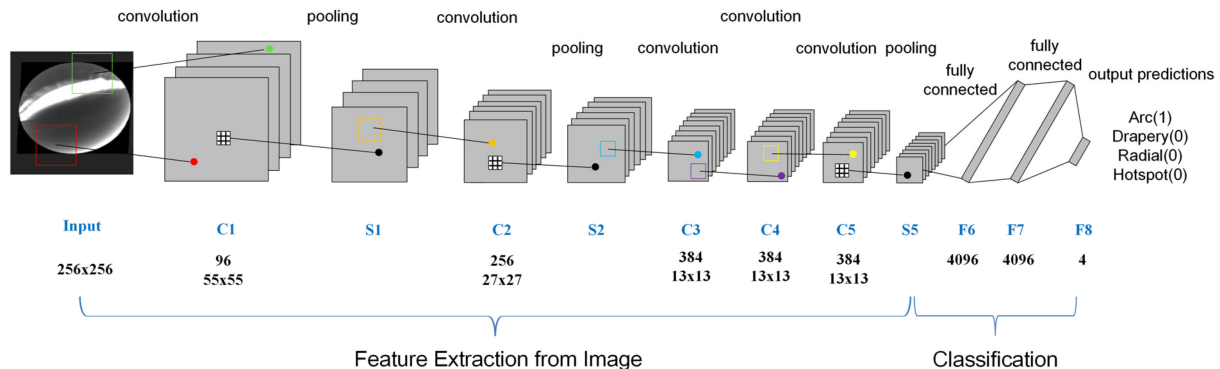 convolution
pooling
convolution
pooling
convolution
convolution
convolution
pooling
fully
connected
fully
connected
output predictions
Arc(1)
Drapery(0)
Radial(0)
Hotspot(0)
Input C1 S1 C2 S2 C3 C4 C5 S5 F6 F7 F8
256x256 96 256 384 384 384 4096 4096 4
55x55 27x27 13x13 13x13 13x13
Feature Extraction from Image
Classification